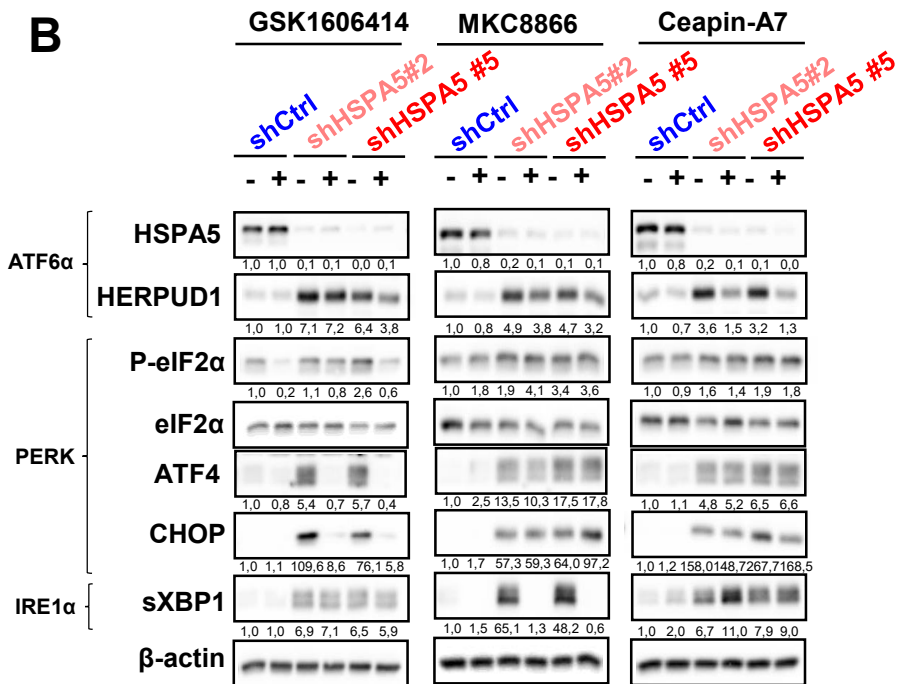 B
GSK1606414 MKC8866 Ceapin-A7
shCtrl shHSPA5#2 shHSPA5 #5 shCtrl shHSPA5#2 shHSPA5 #5 shCtrl shHSPA5#2 shHSPA5 #5
- + - + - + - + - + - + - + - + - +
HSPA5
1,0 1,0 0,1 0,1 0,0 0,1 1,0 0,8 0,2 0,1 0,1 0,1 1,0 0,8 0,2 0,1 0,1 0,0
ATF6α
HERPUD1
1,0 1,0 7,1 7,2 6,4 3,8 1,0 0,8 4,9 3,8 4,7 3,2 1,0 0,7 3,6 1,5 3,2 1,3
P-eIF2α
1,0 0,2 1,1 0,8 2,6 0,6 1,0 1,8 1,9 4,1 3,4 3,6 1,0 0,9 1,6 1,4 1,9 1,8
eIF2α
PERK
ATF4
1,0 0,8 5,4 0,7 5,7 0,4 1,0 2,5 13,5 10,3 17,5 17,8 1,0 1,1 4,8 5,2 6,5 6,6
CHOP
1,0 1,1 109,6 8,6 76,1 5,8 1,0 1,7 57,3 59,3 64,0 97,2 1,0 1,2 158,0 148,7 267,7 168,5
IRE1α
sXBP1
1,0 1,0 6,9 7,1 6,5 5,9 1,0 1,5 65,1 1,3 48,2 0,6 1,0 2,0 6,7 11,0 7,9 9,0
β-actin